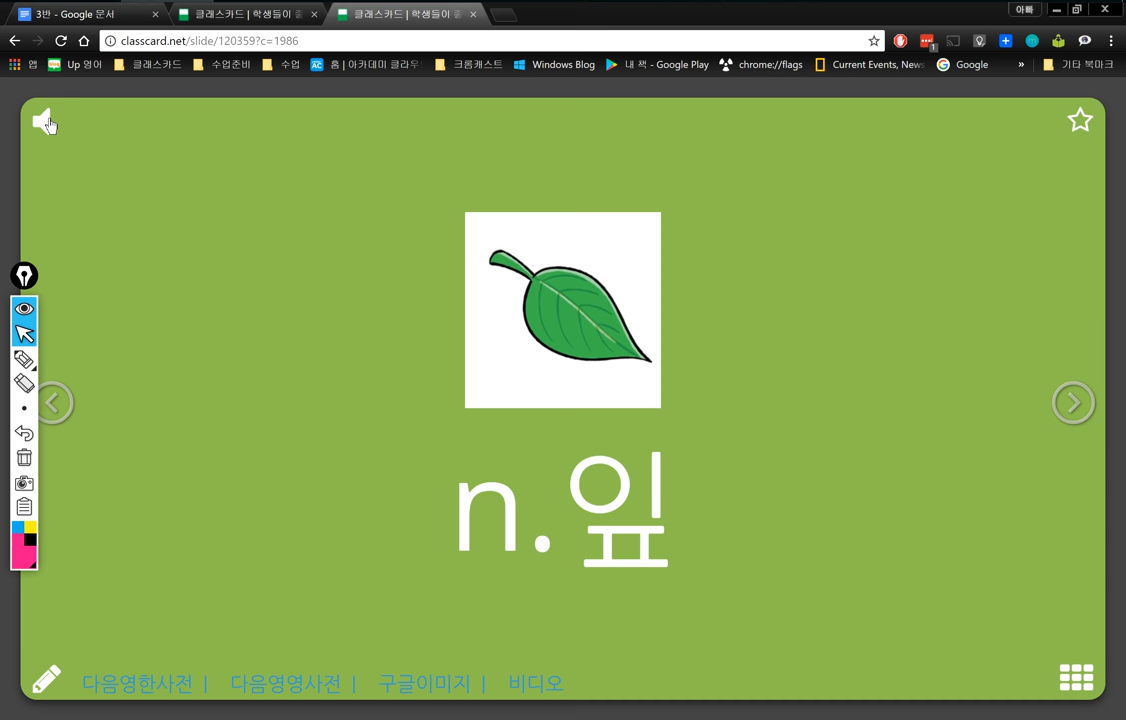 3반 - Google 문서
클래스카드 | 학생들이 줄
클래스카드 | 학생들이 줄
아빠
classcard.net/slide/120359?c=1986
1
앱
Up 영어
클래스카드
수업준비
수업
홈 | 아카데미 클라우
크롬캐스트
Windows Blog
내 책 - Google Play
chrome://flags
Current Events, News
Google
»
기타 북마크
n.잎
다음영한사전 |
다음영영사전 |
구글이미지 |
비디오